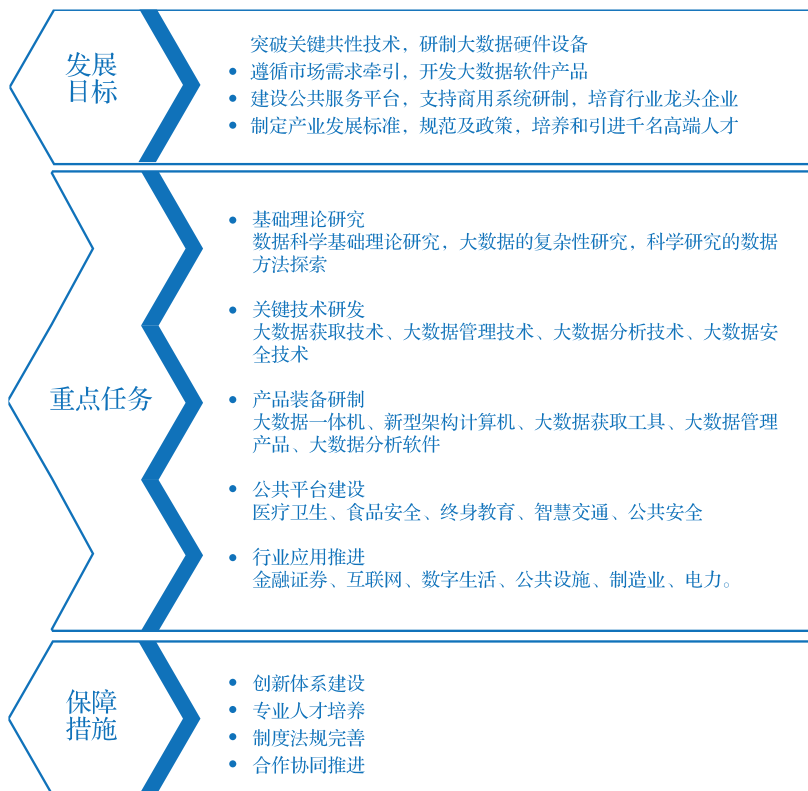 发展
目标
突破关键共性技术，研制大数据硬件设备
遵循市场需求牵引，开发大数据软件产品
建设公共服务平台，支持商用系统研制，培育行业龙头企业
制定产业发展标准，规范及政策，培养和引进千名高端人才
重点任务
基础理论研究
数据科学基础理论研究，大数据的复杂性研究，科学研究的数据
方法探索
关键技术研发
大数据获取技术、大数据管理技术、大数据分析技术、大数据安
全技术
产品装备研制
大数据一体机、新型架构计算机、大数据获取工具、大数据管理
产品、大数据分析软件
公共平台建设
医疗卫生、食品安全、终身教育、智慧交通、公共安全
行业应用推进
金融证券、互联网、数字生活、公共设施、制造业、电力。
保障
措施
创新体系建设
专业人才培养
制度法规完善
合作协同推进